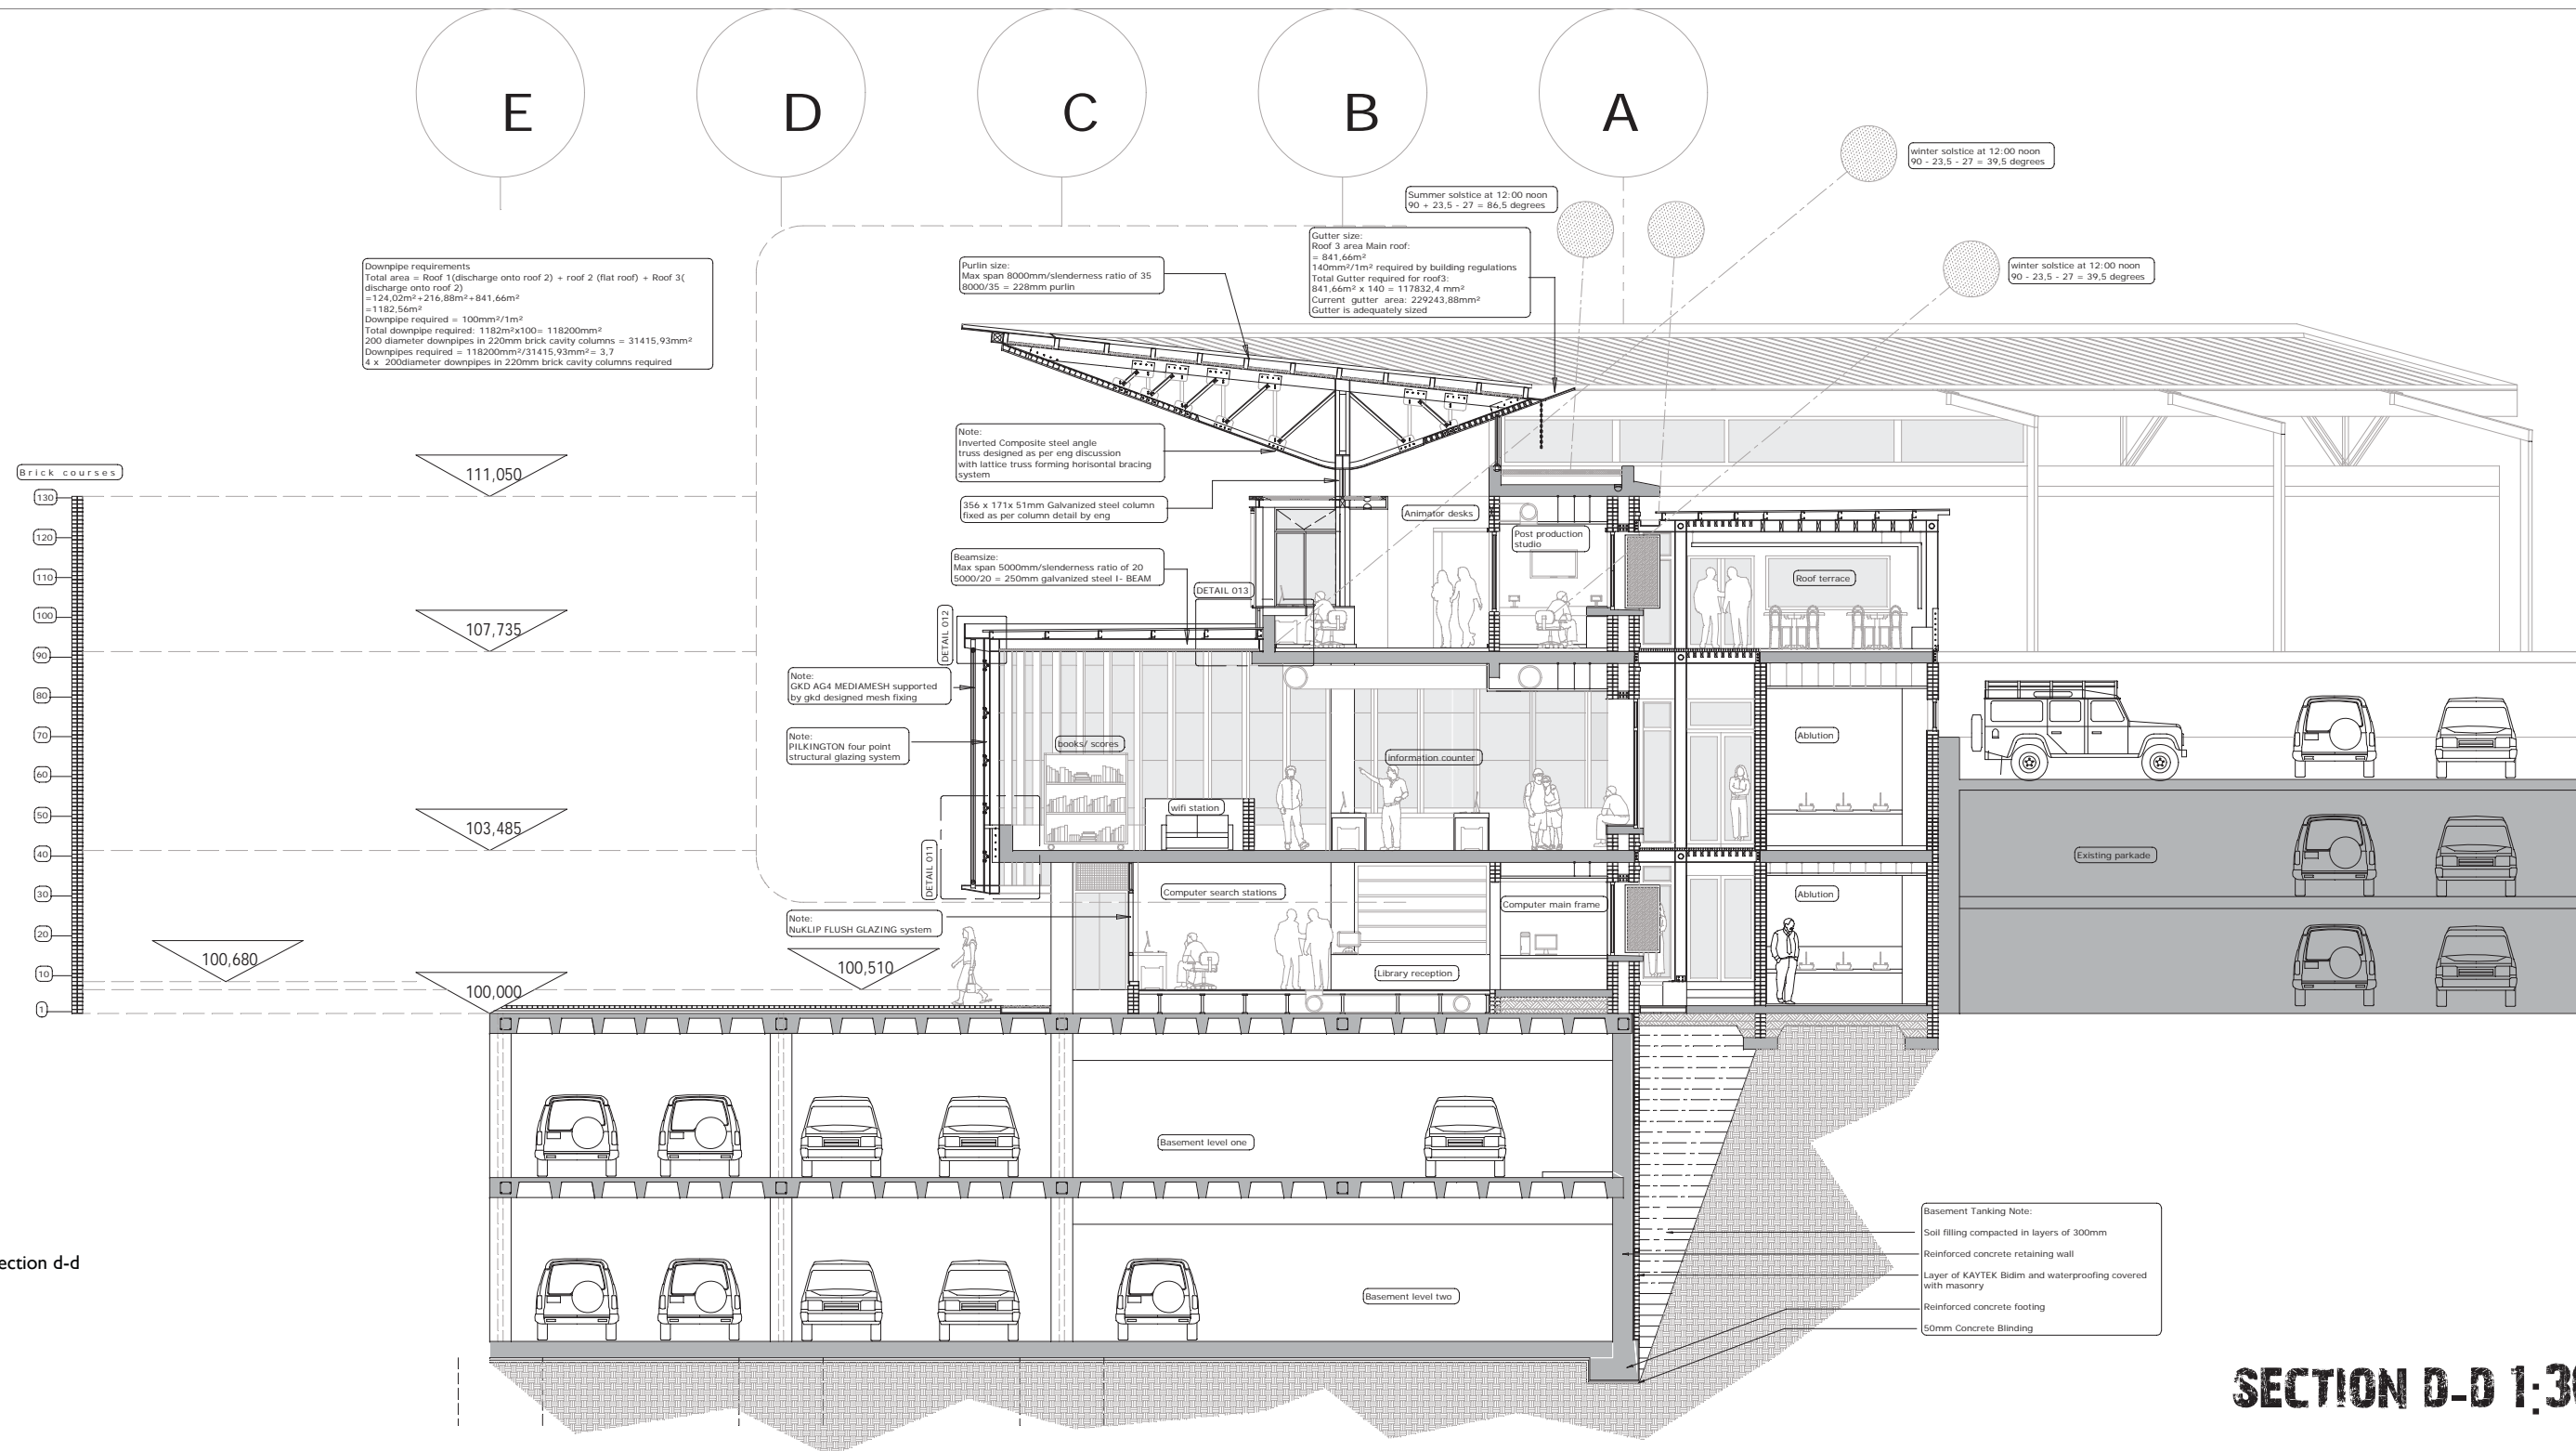 E
D
C
B
A
winter solstice at 12:00 noon
90 - 23,5 - 27 = 39,5 degrees
Summer solstice at 12:00 noon
90 + 23,5 - 27 = 86,5 degrees
winter solstice at 12:00 noon
90 - 23,5 - 27 = 39,5 degrees
Gutter size:
Roof 3 area Main roof:
= 841,66m²
140mm²/1m² required by building regulations
Total Gutter required for roof3:
841,66m² x 140 = 117832,4 mm²
Current gutter area: 229243,88mm²
Gutter is adequately sized
Purlin size:
Max span 8000mm/slenderness ratio of 35
8000/35 = 228mm purlin
Downpipe requirements
Total area = Roof 1(discharge onto roof 2) + roof 2 (flat roof) + Roof 3(
discharge onto roof 2)
=124,02m²+216,88m²+841,66m²
=1182,56m²
Downpipe required = 100mm²/1m²
Total downpipe required: 1182m²x100= 118200mm²
200 diameter downpipes in 220mm brick cavity columns = 31415,93mm²
Downpipes required = 118200mm²/31415,93mm²= 3,7
4 x 200diameter downpipes in 220mm brick cavity columns required
Note:
Inverted Composite steel angle
truss designed as per eng discussion
with lattice truss forming horisontal bracing
system
356 x 171x 51mm Galvanized steel column
fixed as per column detail by eng
Beamsize:
Max span 5000mm/slenderness ratio of 20
5000/20 = 250mm galvanized steel I- BEAM
DETAIL 013
DETAIL 012
DETAIL 011
Note:
GKD AG4 MEDIAMESH supported
by gkd designed mesh fixing
Note:
PILKINGTON four point
structural glazing system
Note:
NuKLIP FLUSH GLAZING system
Brick courses
130
120
110
100
90
80
70
60
50
40
30
20
10
1
111,050
107,735
103,485
100,680
100,000
100,510
Animator desks
Post production
studio
Roof terrace
books/ scores
wifi station
information counter
Ablution
Computer search stations
Computer main frame
Library reception
Ablution
Existing parkade
Basement level one
Basement level two
Basement Tanking Note:
Soil filling compacted in layers of 300mm
Reinforced concrete retaining wall
Layer of KAYTEK Bidim and waterproofing covered
with masonry
Reinforced concrete footing
50mm Concrete Blinding
ection d-d
SECTION D-D 1:3